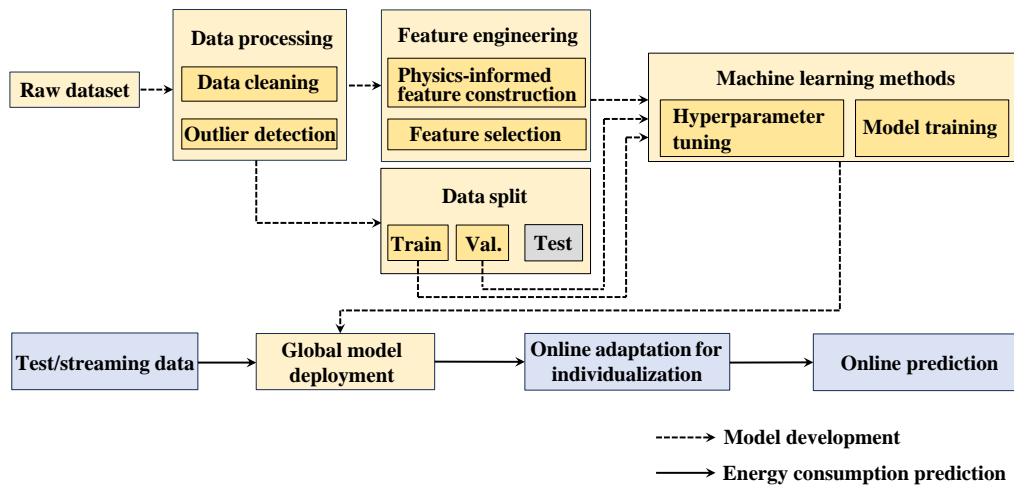 Raw dataset
Data processing
Data cleaning
Outlier detection
Feature engineering
Physics-informed
feature construction
Feature selection
Data split
Train
Val.
Test
Machine learning methods
Hyperparameter
tuning
Model training
Test/streaming data
Global model
deployment
Online adaptation for
individualization
Online prediction
Model development
Energy consumption prediction